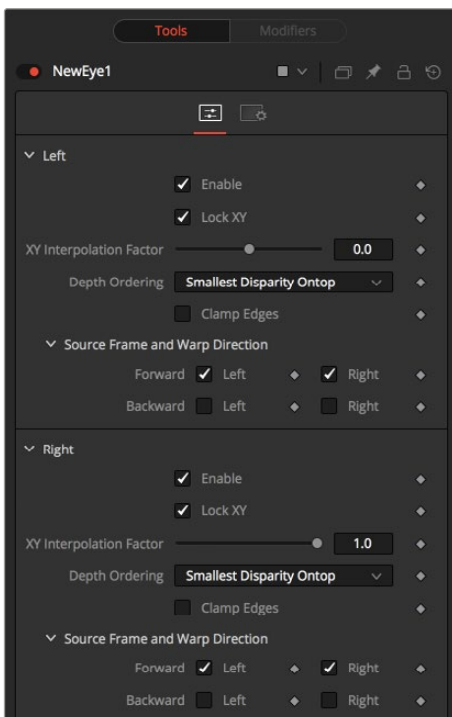 Tools Modifiers
NewEye1
Left
Enable
Lock XY
XY Interpolation Factor 0.0
Depth Ordering Smallest Disparity Ontop
Clamp Edges
Source Frame and Warp Direction
Forward Left Right
Backward Left Right
Right
Enable
Lock XY
XY Interpolation Factor 1.0
Depth Ordering Smallest Disparity Ontop
Clamp Edges
Source Frame and Warp Direction
Forward Left Right
Backward Left Right